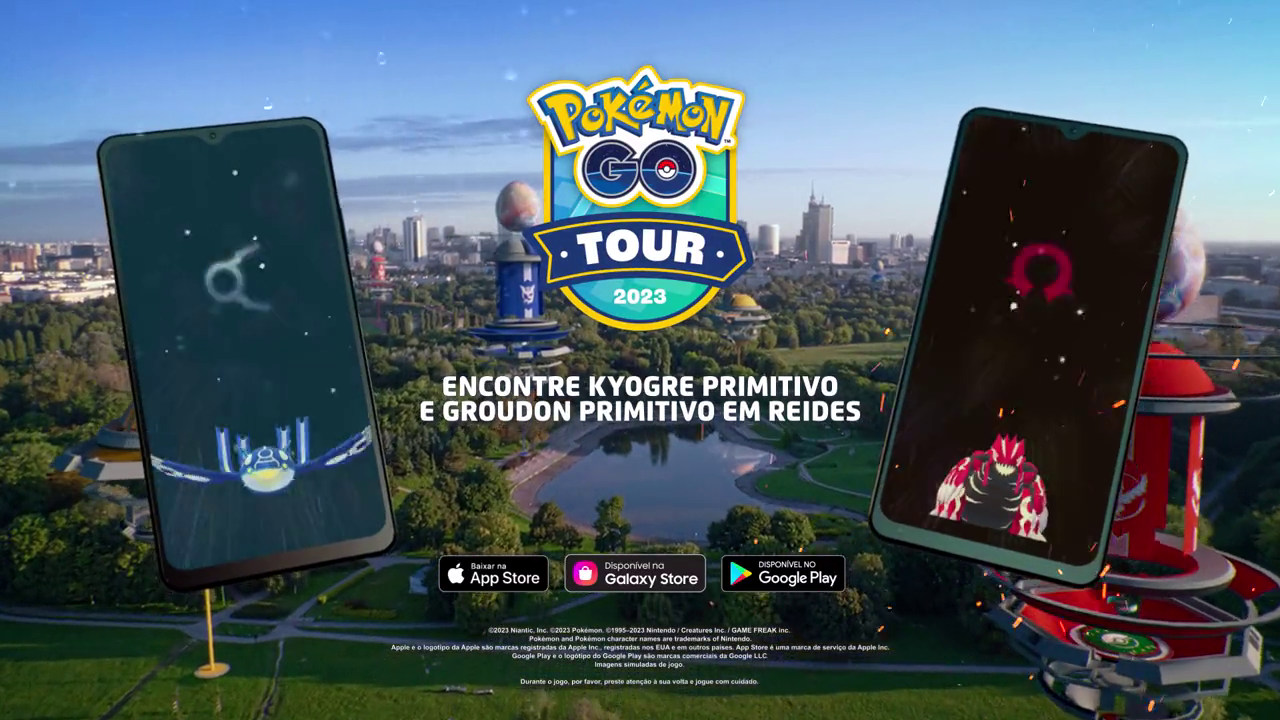 POKéMON
GO
TOUR
2023
ENCONTRE KYOGRE PRIMITIVO
E GROUDON PRIMITIVO EM REIDES
Baixar na
App Store
Disponível na
Galaxy Store
DISPONÍVEL NO
Google Play
©2023 Niantic, Inc. ©2023 Pokémon. ©1995–2023 Nintendo / Creatures Inc. / GAME FREAK inc.
Pokémon and Pokémon character names are trademarks of Nintendo.
Apple e o logotipo da Apple são marcas registradas da Apple Inc., registradas nos EUA e em outros países. App Store é uma marca de serviço da Apple Inc.
Google Play e o logótipo do Google Play são marcas comerciais da Google LLC
Imagens simuladas de jogo.
Durante o jogo, por favor, preste atenção à sua volta e jogue com cuidado.